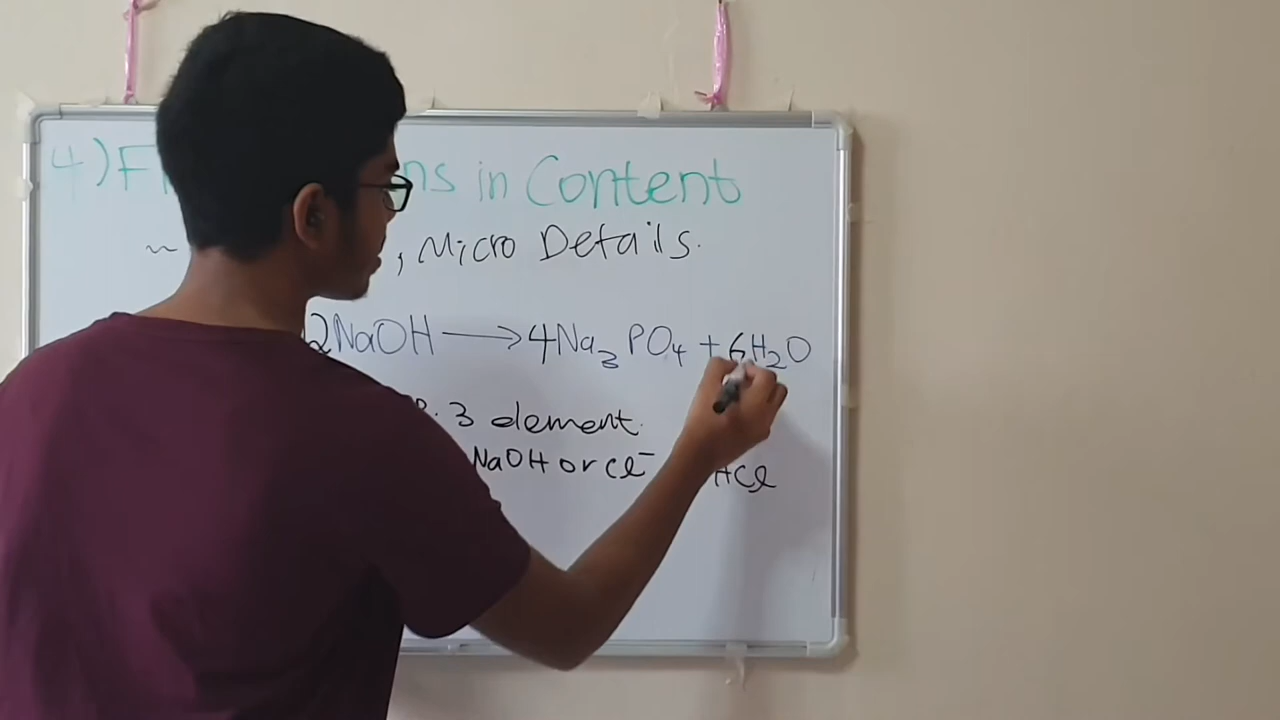 4) F ns in Content
~ , Micro Details.
2NaOH → 4Na₃PO₄ + 6H₂O
P. 3 element.
NaOH or Cl⁻ HCl